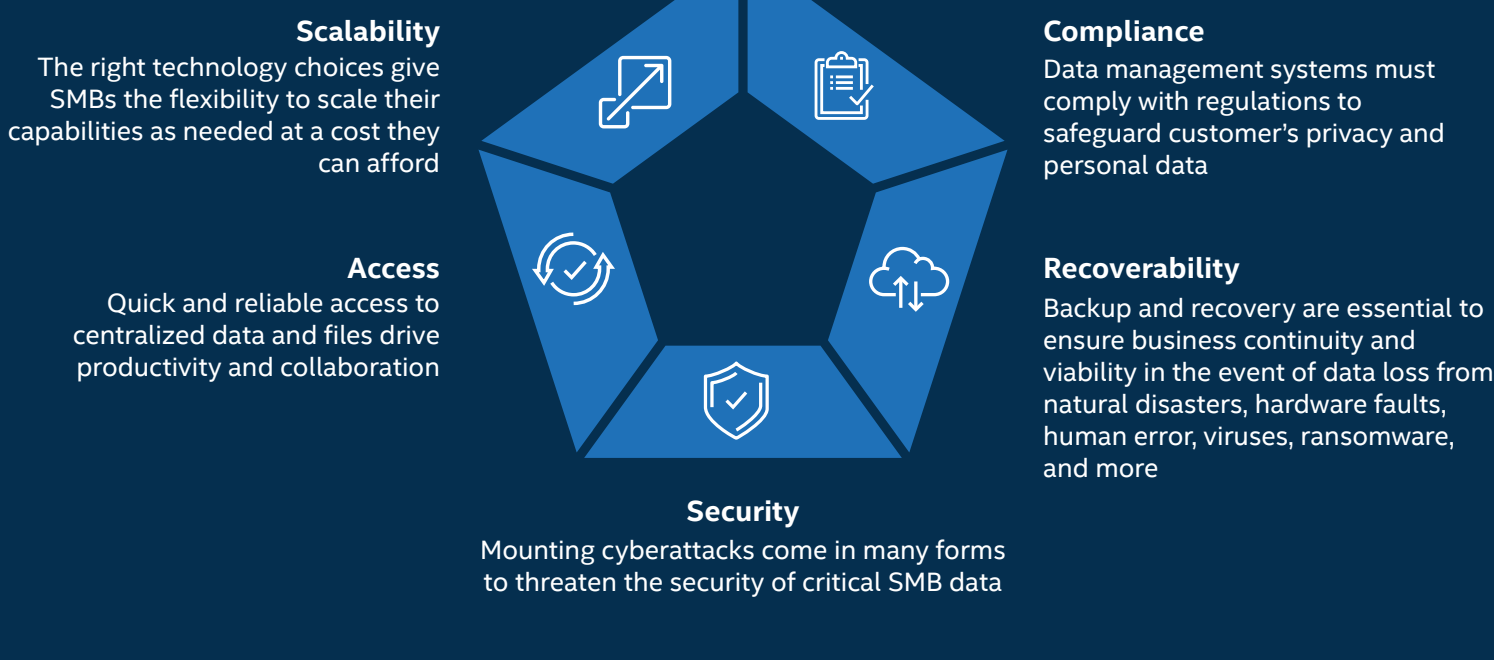 Scalability
The right technology choices give
SMBs the flexibility to scale their
capabilities as needed at a cost they
can afford
Compliance
Data management systems must
comply with regulations to
safeguard customer’s privacy and
personal data
Access
Quick and reliable access to
centralized data and files drive
productivity and collaboration
Recoverability
Backup and recovery are essential to
ensure business continuity and
viability in the event of data loss from
natural disasters, hardware faults,
human error, viruses, ransomware,
and more
Security
Mounting cyberattacks come in many forms
to threaten the security of critical SMB data